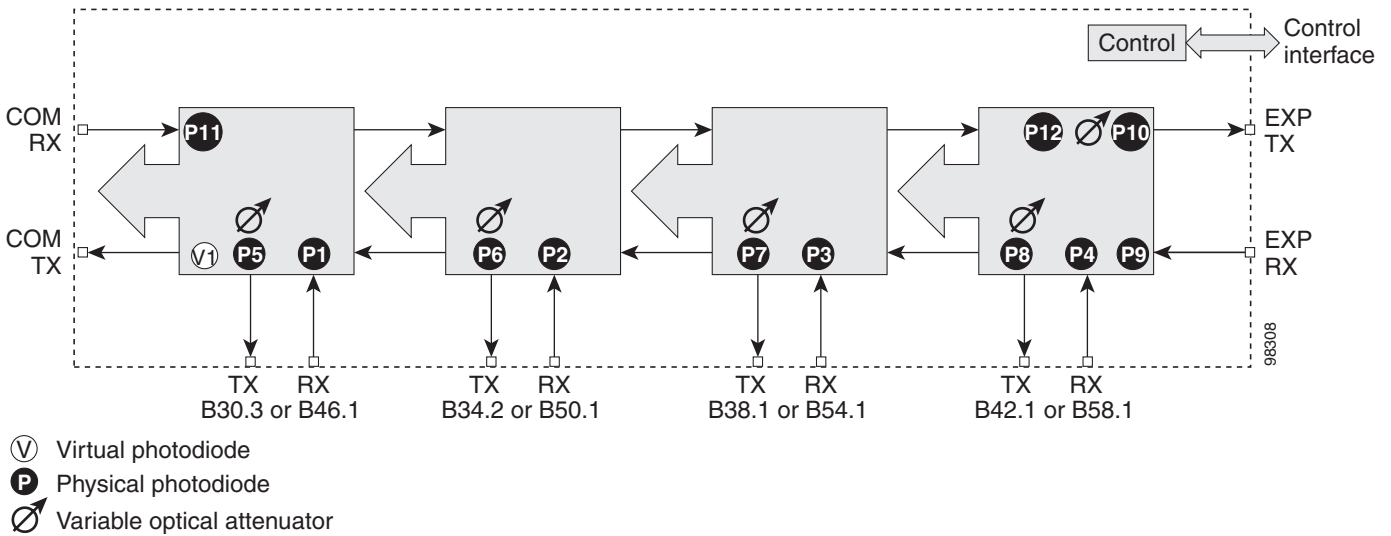 Control
Control
interface
COM
RX
P11
P12
P10
EXP
TX
COM
TX
V1
P5
P1
P6
P2
P7
P3
P8
P4
P9
EXP
RX
98308
TX RX
TX RX
TX RX
TX RX
B30.3 or B46.1
B34.2 or B50.1
B38.1 or B54.1
B42.1 or B58.1
V Virtual photodiode
P Physical photodiode
Variable optical attenuator